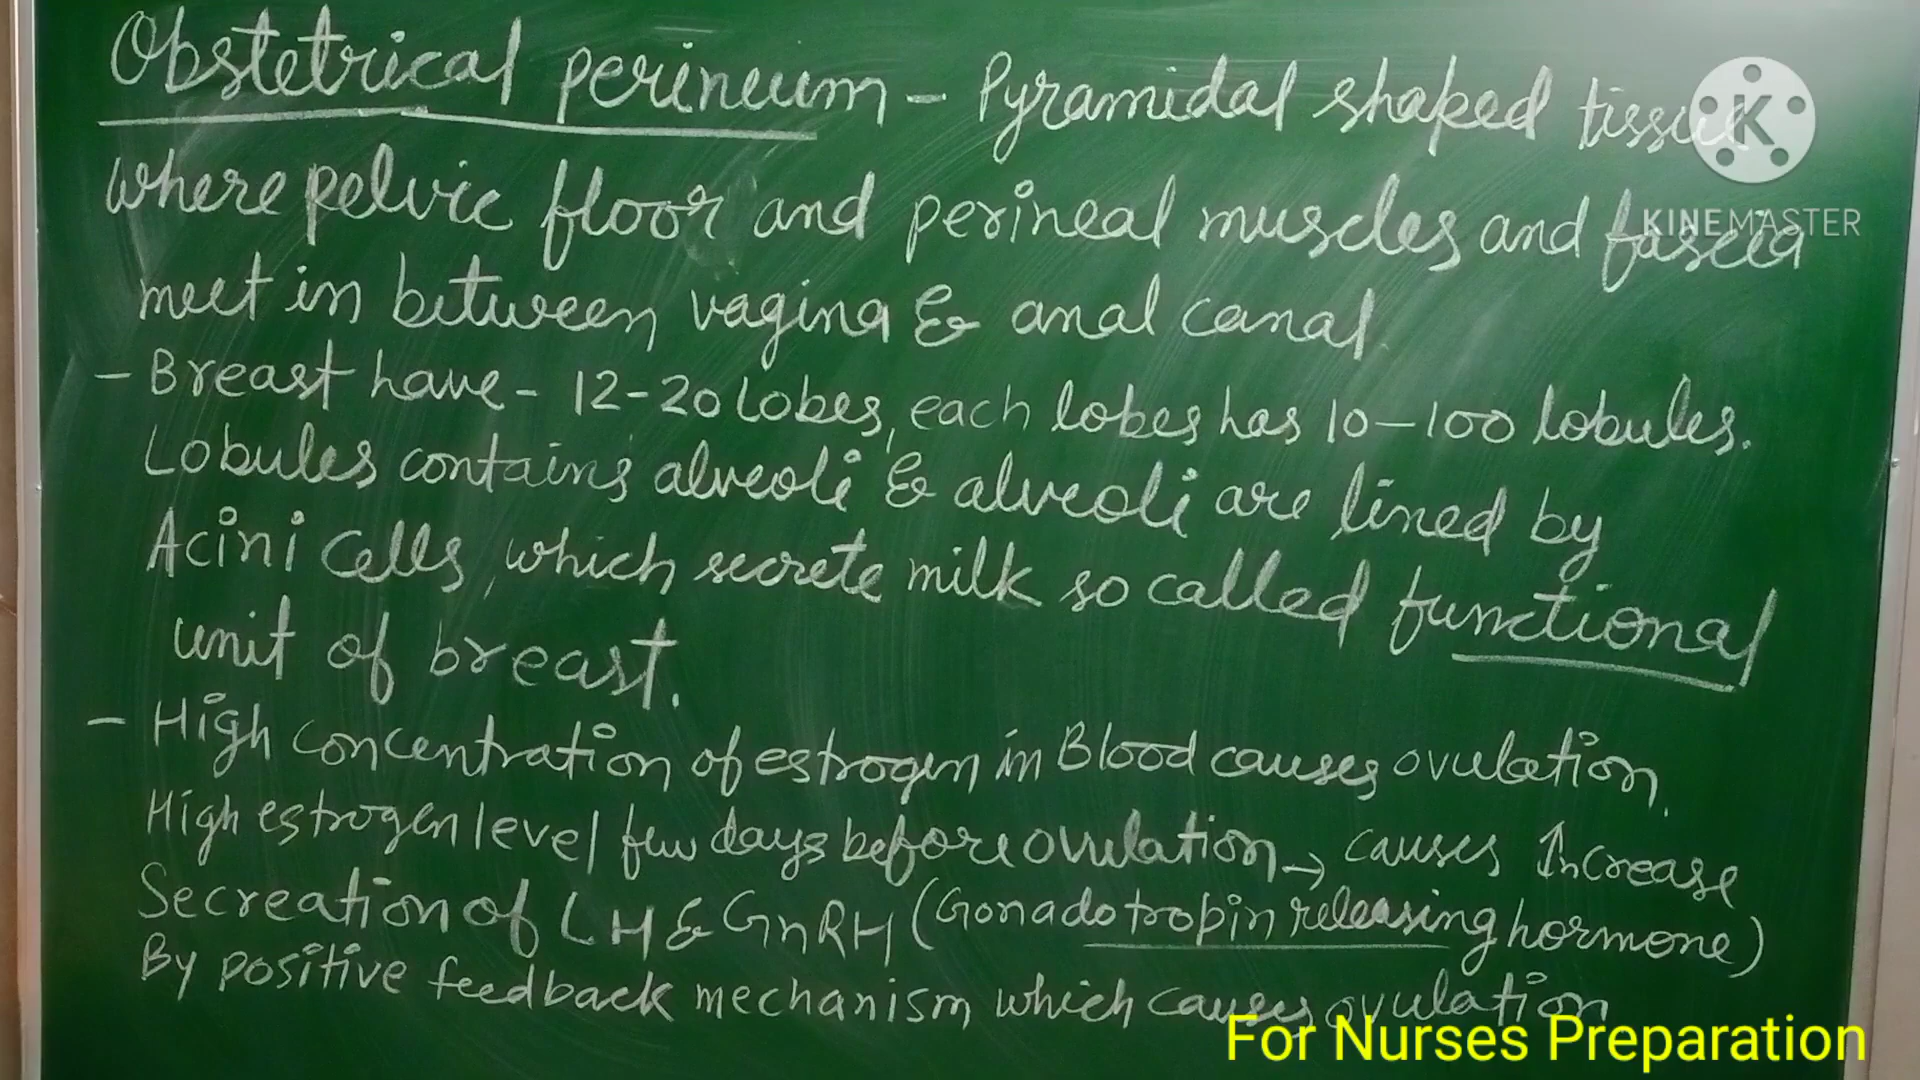 Obstetrical perineum - Pyramidal shaped tissue
where pelvic floor and perineal muscles and fascia
meet in between vagina & anal canal
- Breast have - 12-20 lobes, each lobes has 10-100 lobules.
Lobules contains alveoli & alveoli are lined by
Acini Cells, which secrete milk so called functional
unit of breast.
- High concentration of estrogen in Blood causes ovulation.
High estrogen level few days before ovulation → causes Increase
Secreation of LH & GnRH (Gonadotropin releasing hormone)
By positive feedback mechanism which causes ovulation
K
KINEMASTER
For Nurses Preparation